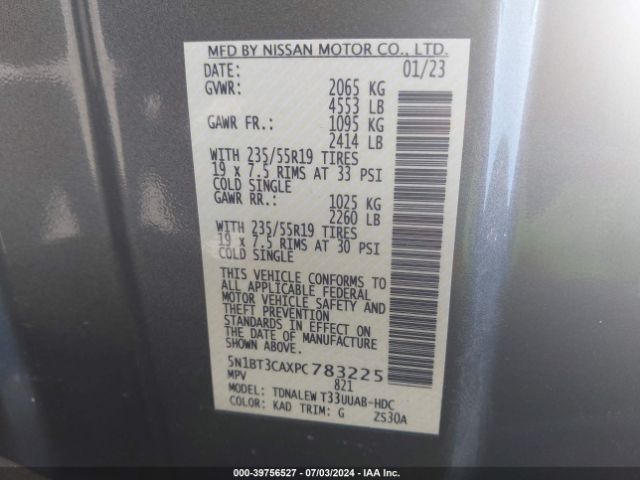 MFD BY NISSAN MOTOR CO., LTD.
DATE: 01/23
GVWR: 2065 KG
4553 LB
GAWR FR.: 1095 KG
2414 LB
WITH 235/55R19 TIRES
19 x 7.5 RIMS AT 33 PSI
COLD SINGLE
GAWR RR.: 1025 KG
2260 LB
WITH 235/55R19 TIRES
19 x 7.5 RIMS AT 30 PSI
COLD SINGLE
THIS VEHICLE CONFORMS TO
ALL APPLICABLE FEDERAL
MOTOR VEHICLE SAFETY AND
THEFT PREVENTION
STANDARDS IN EFFECT ON
THE DATE OF MANUFACTURE
SHOWN ABOVE.
5N1BT3CAXPC783225
MPV 821
MODEL: TDNALEW T33UUAB-HDC
COLOR: KAD TRIM: G ZS30A
000-39756527 - 07/03/2024 - IAA Inc.